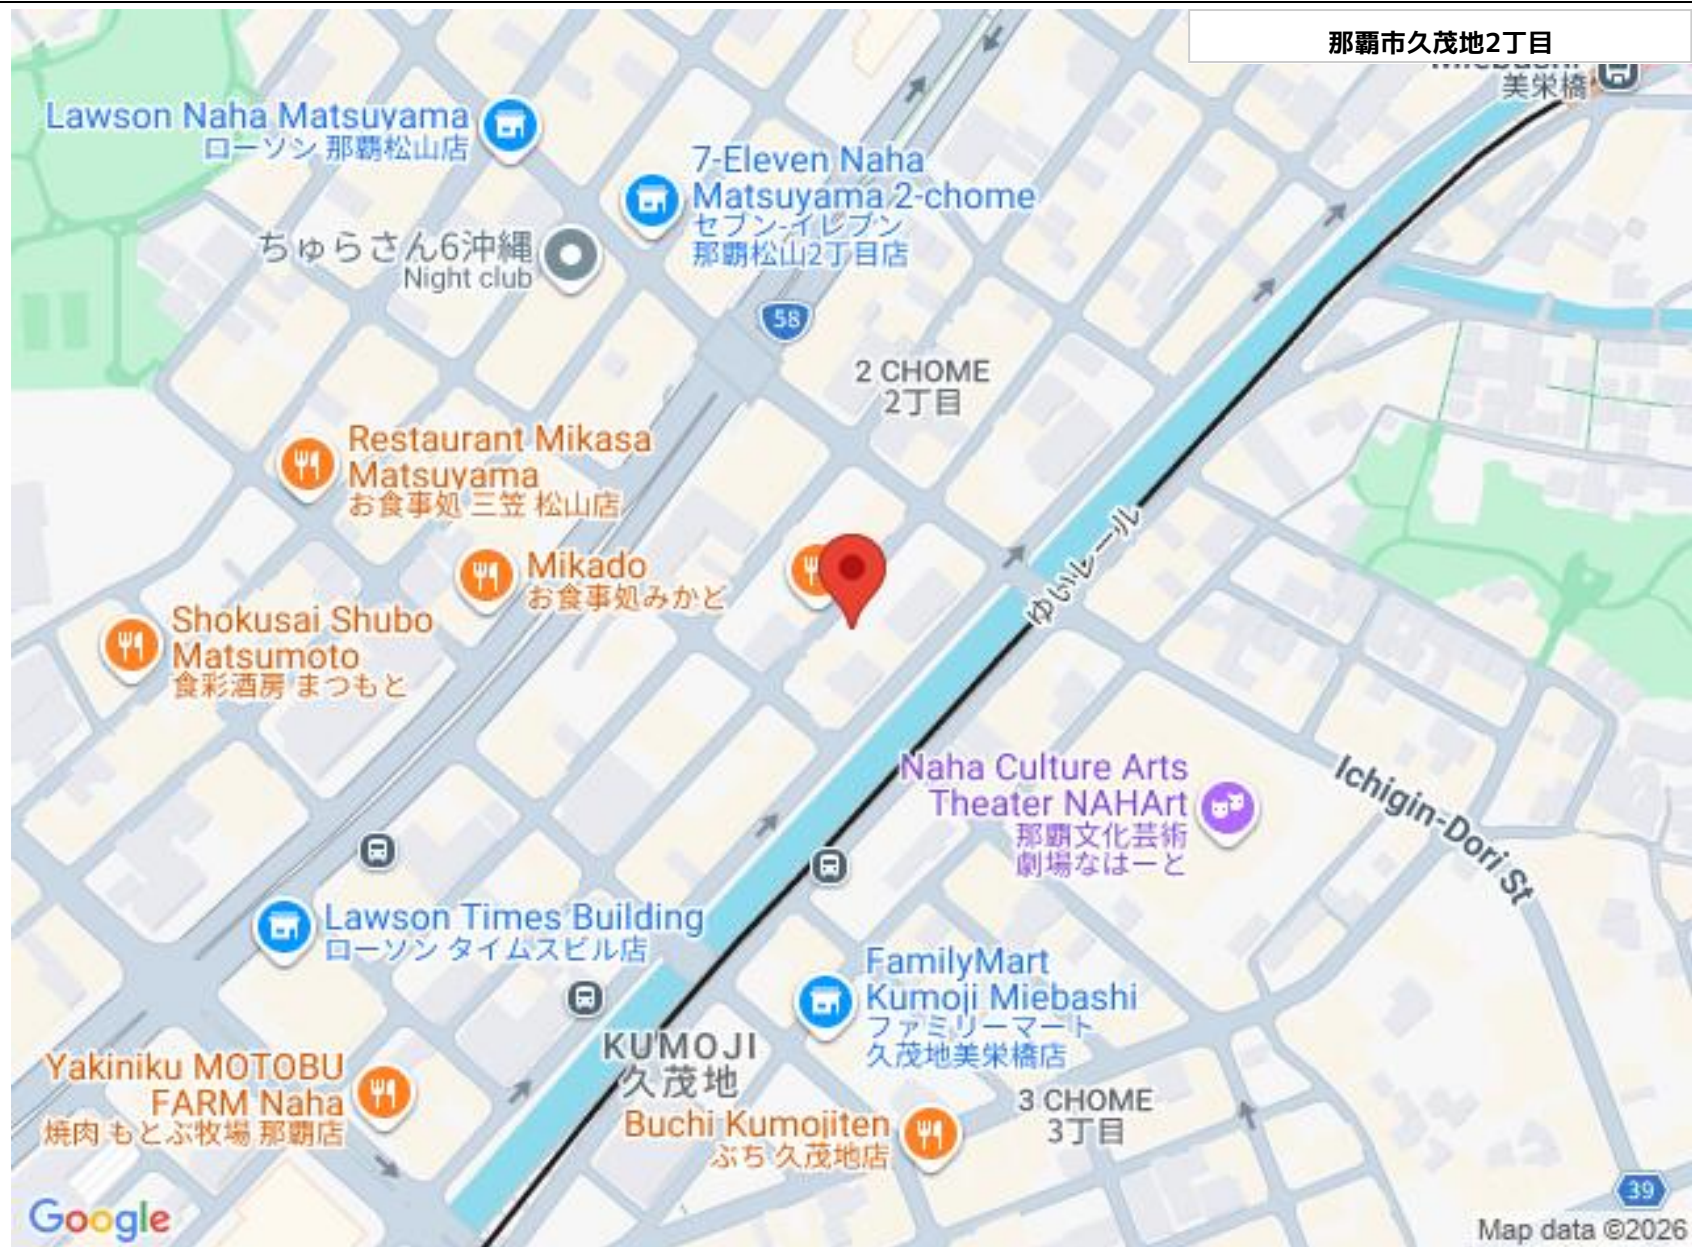 那覇市久茂地2丁目
美栄橋
Lawson Naha Matsuyama
ローソン 那覇松山店
7-Eleven Naha
Matsuyama 2-chome
セブン-イレブン
那覇松山2丁目店
ちゅらさん6沖縄
Night club
58
2 CHOME
2丁目
Restaurant Mikasa
Matsuyama
お食事処 三笠 松山店
Mikado
お食事処みかど
ゆいレール
Shokusai Shubo
Matsumoto
食彩酒房 まつもと
Naha Culture Arts
Theater NAHArt
那覇文化芸術
劇場なはーと
Ichigin-Dori St
Lawson Times Building
ローソン タイムスビル店
FamilyMart
Kumoji Miebashi
ファミリーマート
久茂地美栄橋店
KUMOJI
久茂地
Yakiniku MOTOBU
FARM Naha
焼肉 もとぶ牧場 那覇店
3 CHOME
3丁目
Buchi Kumojiten
ぶち 久茂地店
39
Google
Map data ©2026